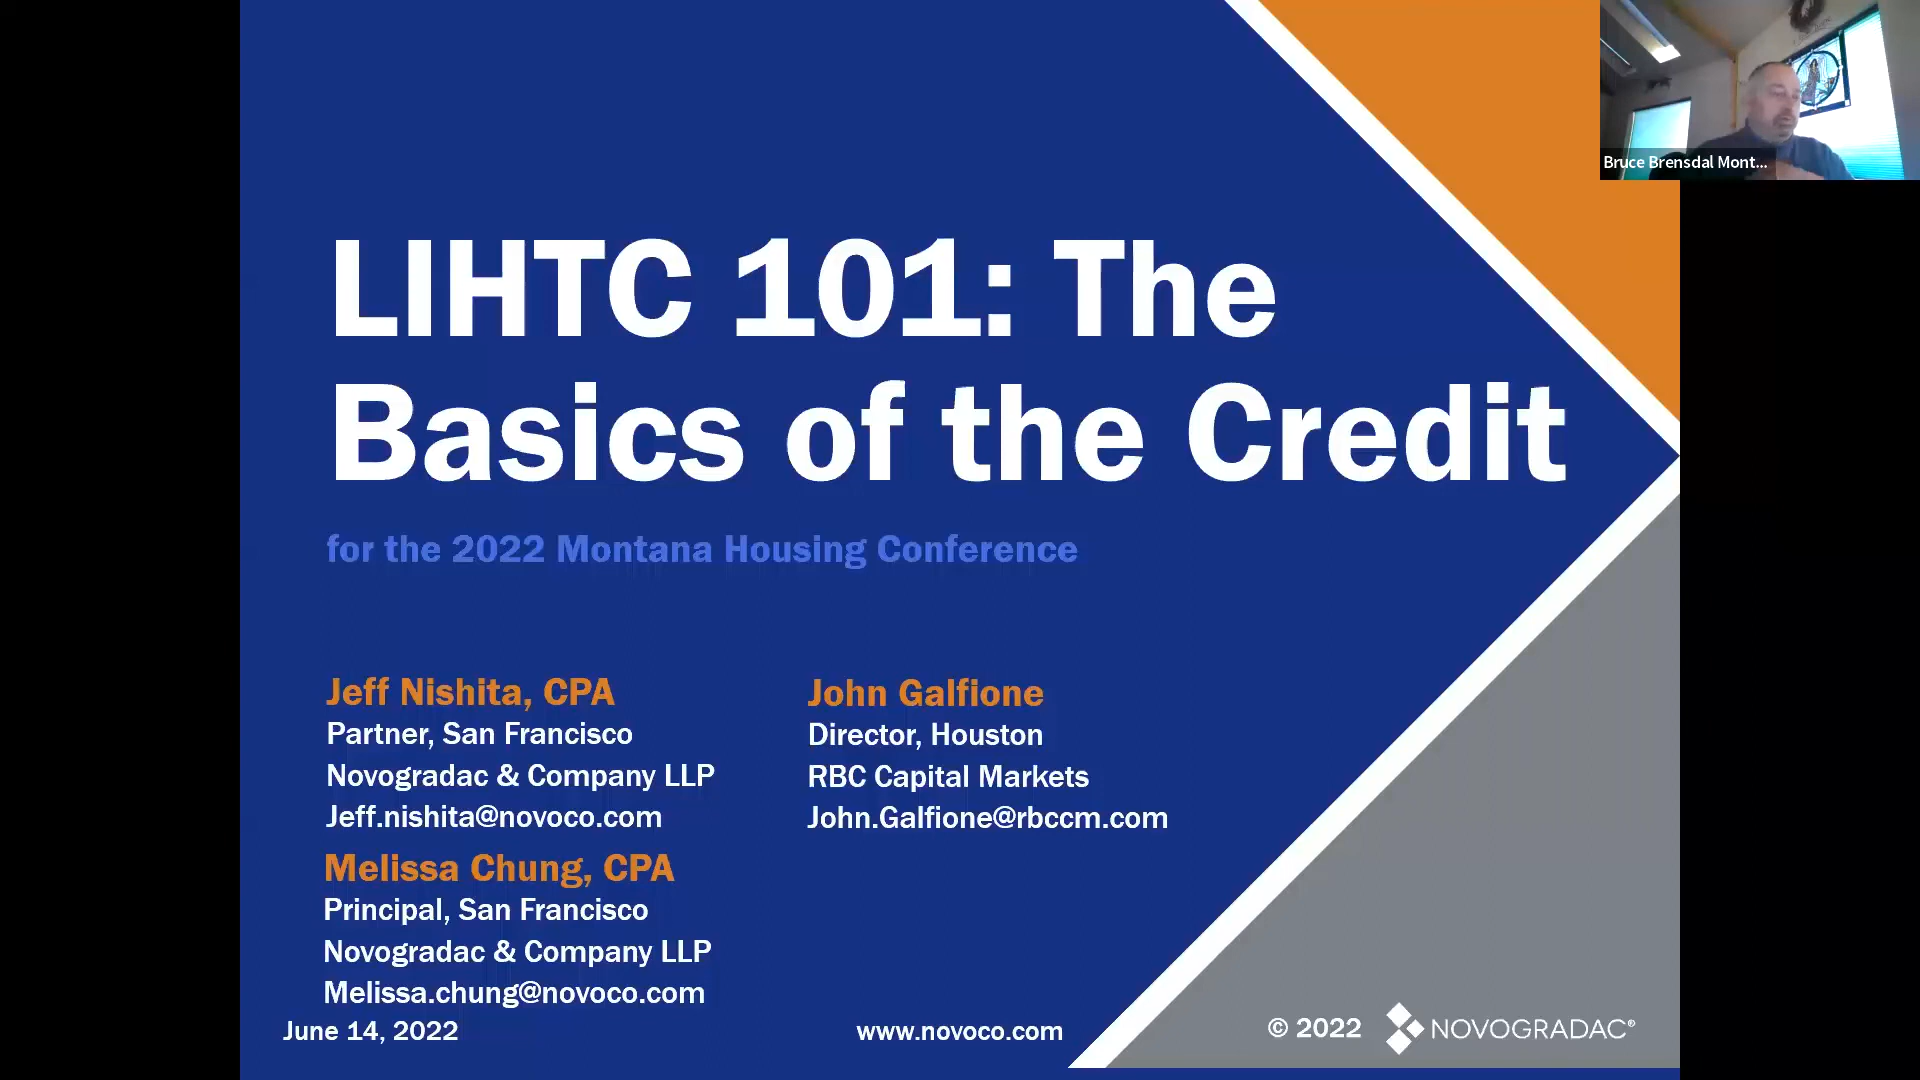 Bruce Brensdal Mont...
LIHTC 101: The
Basics of the Credit
for the 2022 Montana Housing Conference
Jeff Nishita, CPA
Partner, San Francisco
Novogradac & Company LLP
Jeff.nishita@novoco.com
John Galfione
Director, Houston
RBC Capital Markets
John.Galfione@rbccm.com
Melissa Chung, CPA
Principal, San Francisco
Novogradac & Company LLP
Melissa.chung@novoco.com
June 14, 2022
www.novoco.com
© 2022
NOVOGRADAC®